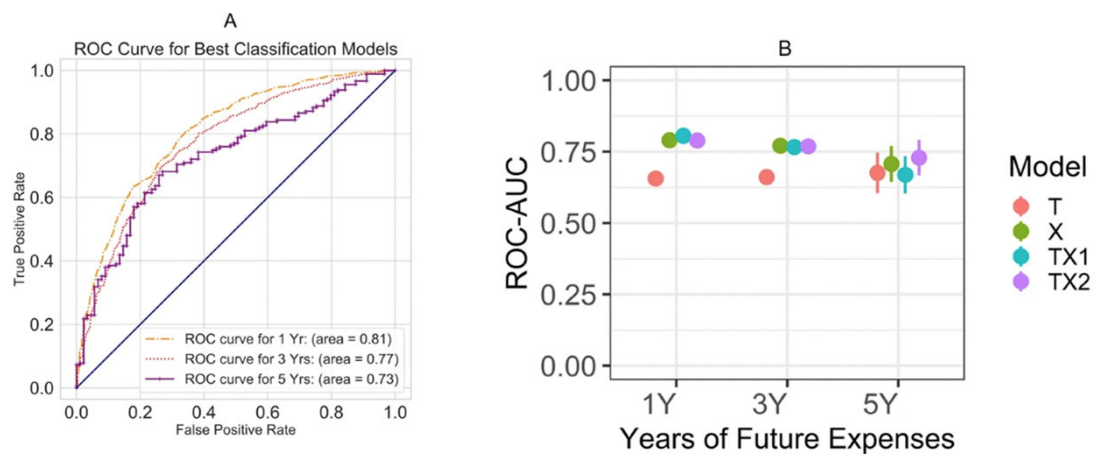 A
ROC Curve for Best Classification Models
True Positive Rate
1.0
0.8
0.6
0.4
0.2
0.0
ROC curve for 1 Yr: (area = 0.81)
ROC curve for 3 Yrs: (area = 0.77)
ROC curve for 5 Yrs: (area = 0.73)
0.0 0.2 0.4 0.6 0.8 1.0
False Positive Rate
B
ROC-AUC
1.00
0.75
0.50
0.25
0.00
1Y 3Y 5Y
Years of Future Expenses
Model
T
X
TX1
TX2